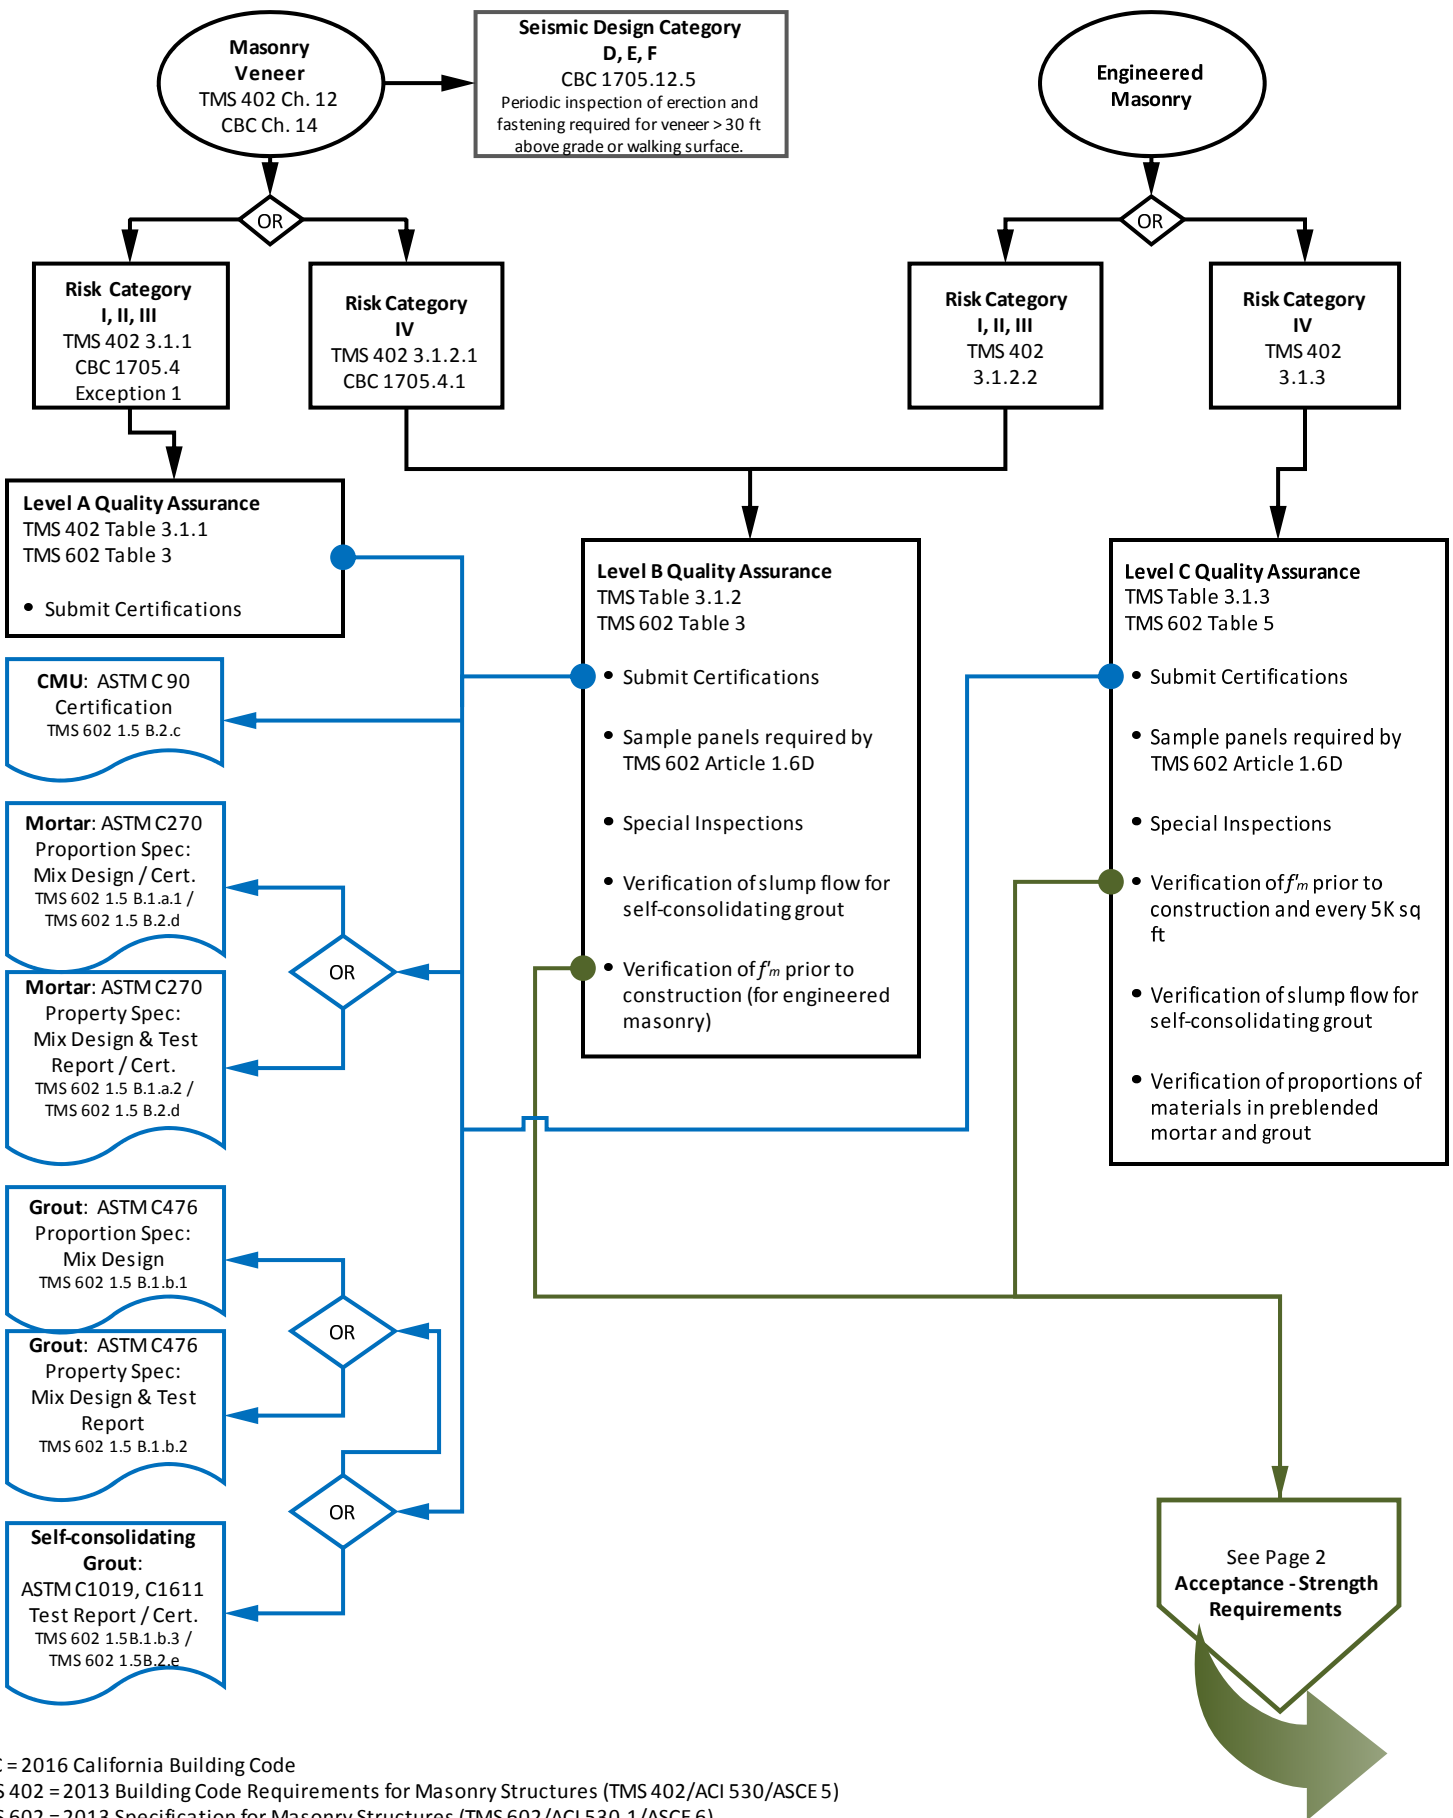 Masonry
Veneer
TMS 402 Ch. 12
CBC Ch. 14
Seismic Design Category
D, E, F
CBC 1705.12.5
Periodic inspection of erection and
fastening required for veneer > 30 ft
above grade or walking surface.
Engineered
Masonry
OR
OR
Risk Category
I, II, III
TMS 402 3.1.1
CBC 1705.4
Exception 1
Risk Category
IV
TMS 402 3.1.2.1
CBC 1705.4.1
Risk Category
I, II, III
TMS 402
3.1.2.2
Risk Category
IV
TMS 402
3.1.3
Level A Quality Assurance
TMS 402 Table 3.1.1
TMS 602 Table 3
• Submit Certifications
Level B Quality Assurance
TMS Table 3.1.2
TMS 602 Table 3
• Submit Certifications
• Sample panels required by
TMS 602 Article 1.6D
• Special Inspections
• Verification of slump flow for
self-consolidating grout
• Verification of f'm prior to
construction (for engineered
masonry)
Level C Quality Assurance
TMS Table 3.1.3
TMS 602 Table 5
• Submit Certifications
• Sample panels required by
TMS 602 Article 1.6D
• Special Inspections
• Verification of f'm prior to
construction and every 5K sq
ft
• Verification of slump flow for
self-consolidating grout
• Verification of proportions of
materials in preblended
mortar and grout
CMU: ASTM C 90
Certification
TMS 602 1.5 B.2.c
Mortar: ASTM C270
Proportion Spec:
Mix Design / Cert.
TMS 602 1.5 B.1.a.1 /
TMS 602 1.5 B.2.d
OR
Mortar: ASTM C270
Property Spec:
Mix Design & Test
Report / Cert.
TMS 602 1.5 B.1.a.2 /
TMS 602 1.5 B.2.d
Grout: ASTM C476
Proportion Spec:
Mix Design
TMS 602 1.5 B.1.b.1
OR
Grout: ASTM C476
Property Spec:
Mix Design & Test
Report
TMS 602 1.5 B.1.b.2
OR
Self-consolidating
Grout:
ASTM C1019, C1611
Test Report / Cert.
TMS 602 1.5B.1.b.3 /
TMS 602 1.5B.2.e
See Page 2
Acceptance - Strength
Requirements
C = 2016 California Building Code
S 402 = 2013 Building Code Requirements for Masonry Structures (TMS 402/ACI 530/ASCE 5)
S 602 = 2013 Specification for Masonry Structures (TMS 602/ACI 530.1/ASCE 6)